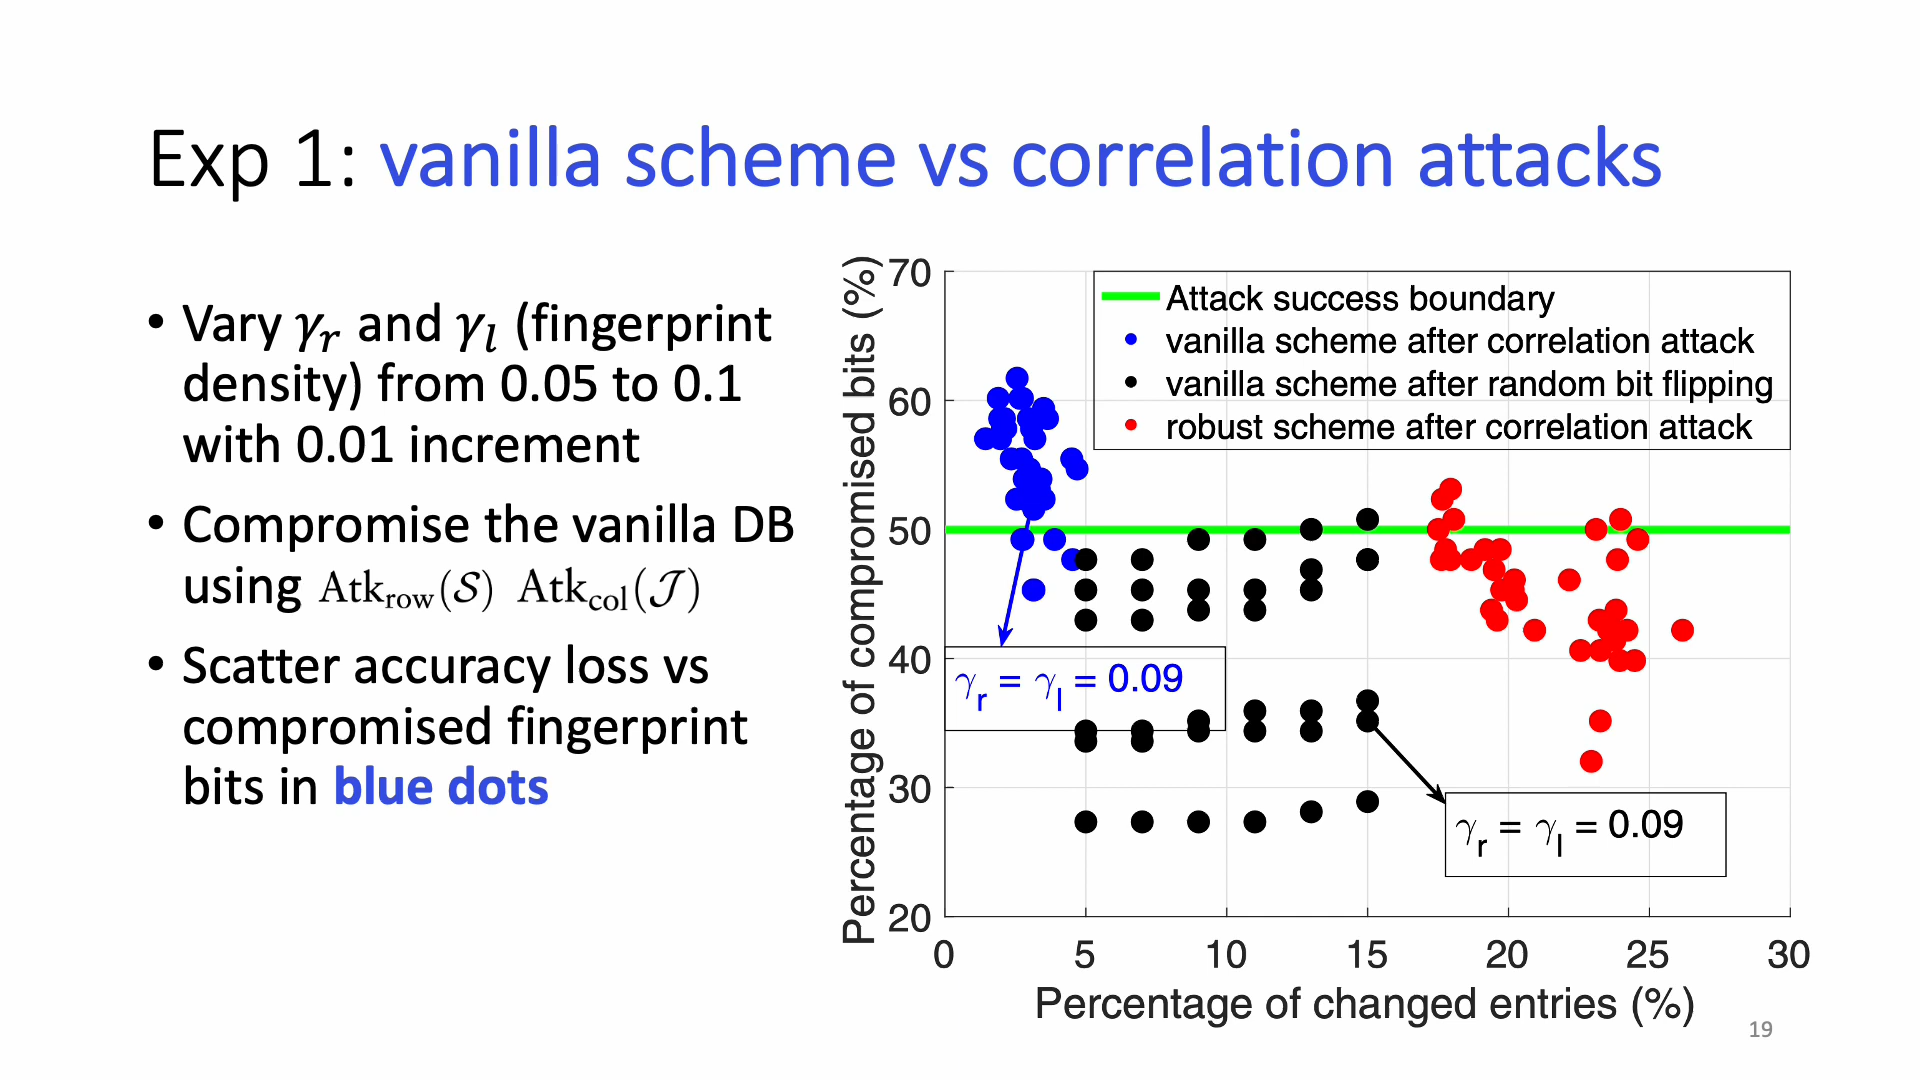 Exp 1: vanilla scheme vs correlation attacks
• Vary γr and γl (fingerprint
density) from 0.05 to 0.1
with 0.01 increment
• Compromise the vanilla DB
using Atkrow(𝒮) Atkcol(𝒥)
• Scatter accuracy loss vs
compromised fingerprint
bits in blue dots
Percentage of compromised bits (%)
70
60
50
40
30
20
Attack success boundary
vanilla scheme after correlation attack
vanilla scheme after random bit flipping
robust scheme after correlation attack
γr = γl = 0.09
γr = γl = 0.09
0 5 10 15 20 25 30
Percentage of changed entries (%)
19